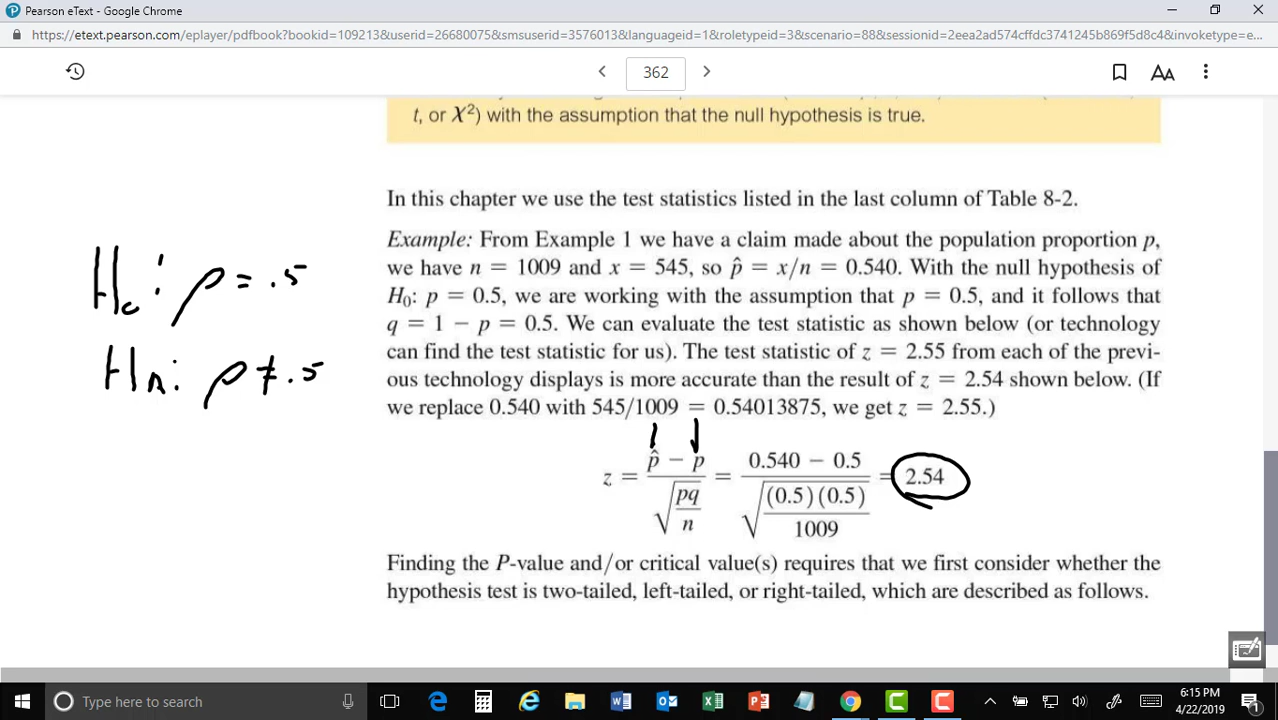 Pearson eText - Google Chrome
https://etext.pearson.com/eplayer/pdfbook?bookid=109213&userid=26680075&smsuserid=3576013&languageid=1&roletypeid=3&scenario=88&sessionid=2eea2ad574cffdc3741245b869f5d8c4&invoketype=e...
362
AA
t, or X²) with the assumption that the null hypothesis is true.
In this chapter we use the test statistics listed in the last column of Table 8-2.
Example: From Example 1 we have a claim made about the population proportion p,
we have n = 1009 and x = 545, so p̂ = x/n = 0.540. With the null hypothesis of
H₀: p = 0.5, we are working with the assumption that p = 0.5, and it follows that
q = 1 − p = 0.5. We can evaluate the test statistic as shown below (or technology
can find the test statistic for us). The test statistic of z = 2.55 from each of the previ-
ous technology displays is more accurate than the result of z = 2.54 shown below. (If
we replace 0.540 with 545/1009 = 0.54013875, we get z = 2.55.)
H₀: p = .5
Hₐ: p ≠ .5
z = (p̂ − p) / √(pq/n) = (0.540 − 0.5) / √((0.5)(0.5)/1009) = 2.54
Finding the P-value and/or critical value(s) requires that we first consider whether the
hypothesis test is two-tailed, left-tailed, or right-tailed, which are described as follows.
Type here to search
6:15 PM
4/22/2019